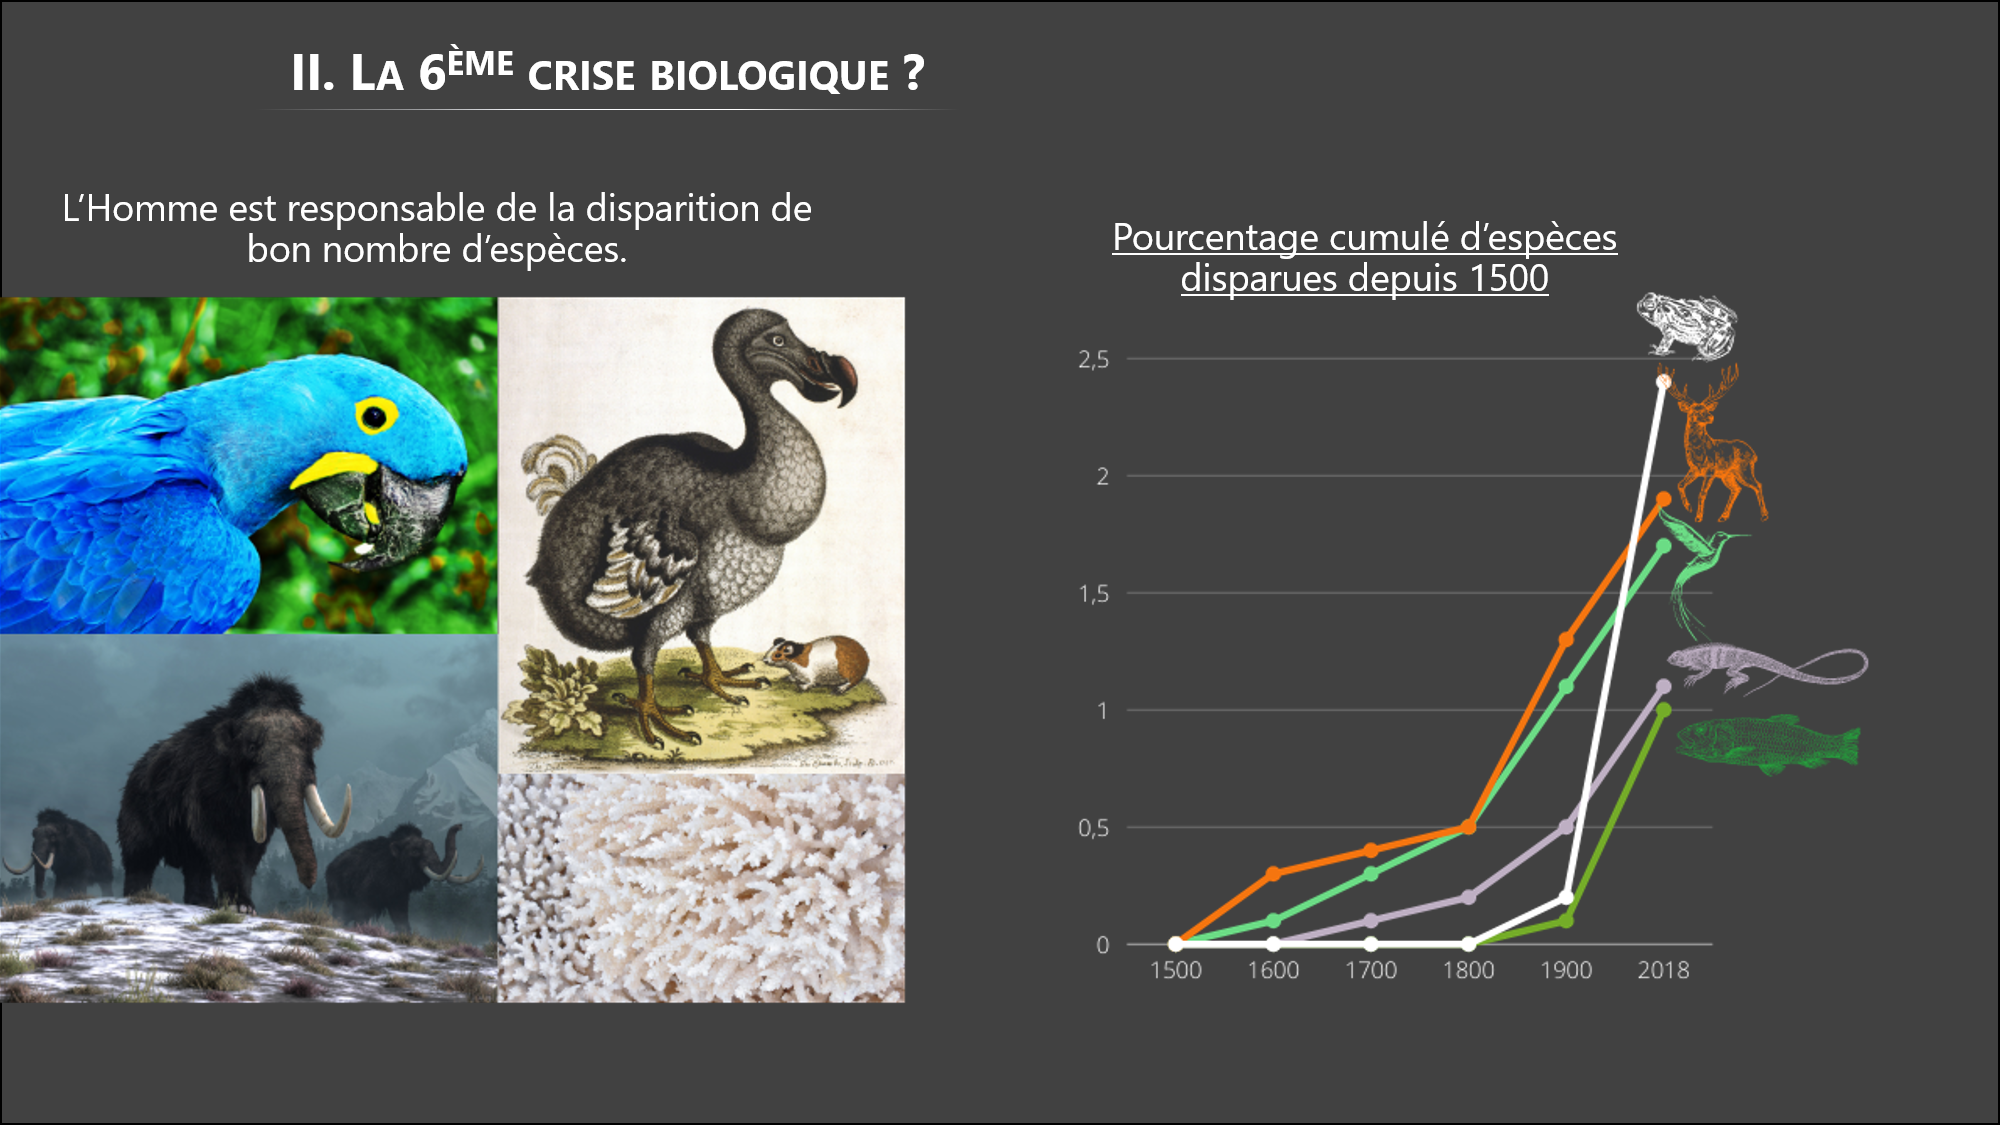 II. LA 6ÈME CRISE BIOLOGIQUE ?
L’Homme est responsable de la disparition de
bon nombre d’espèces.
Pourcentage cumulé d’espèces
disparues depuis 1500
2,5
2
1,5
1
0,5
0
1500 1600 1700 1800 1900 2018